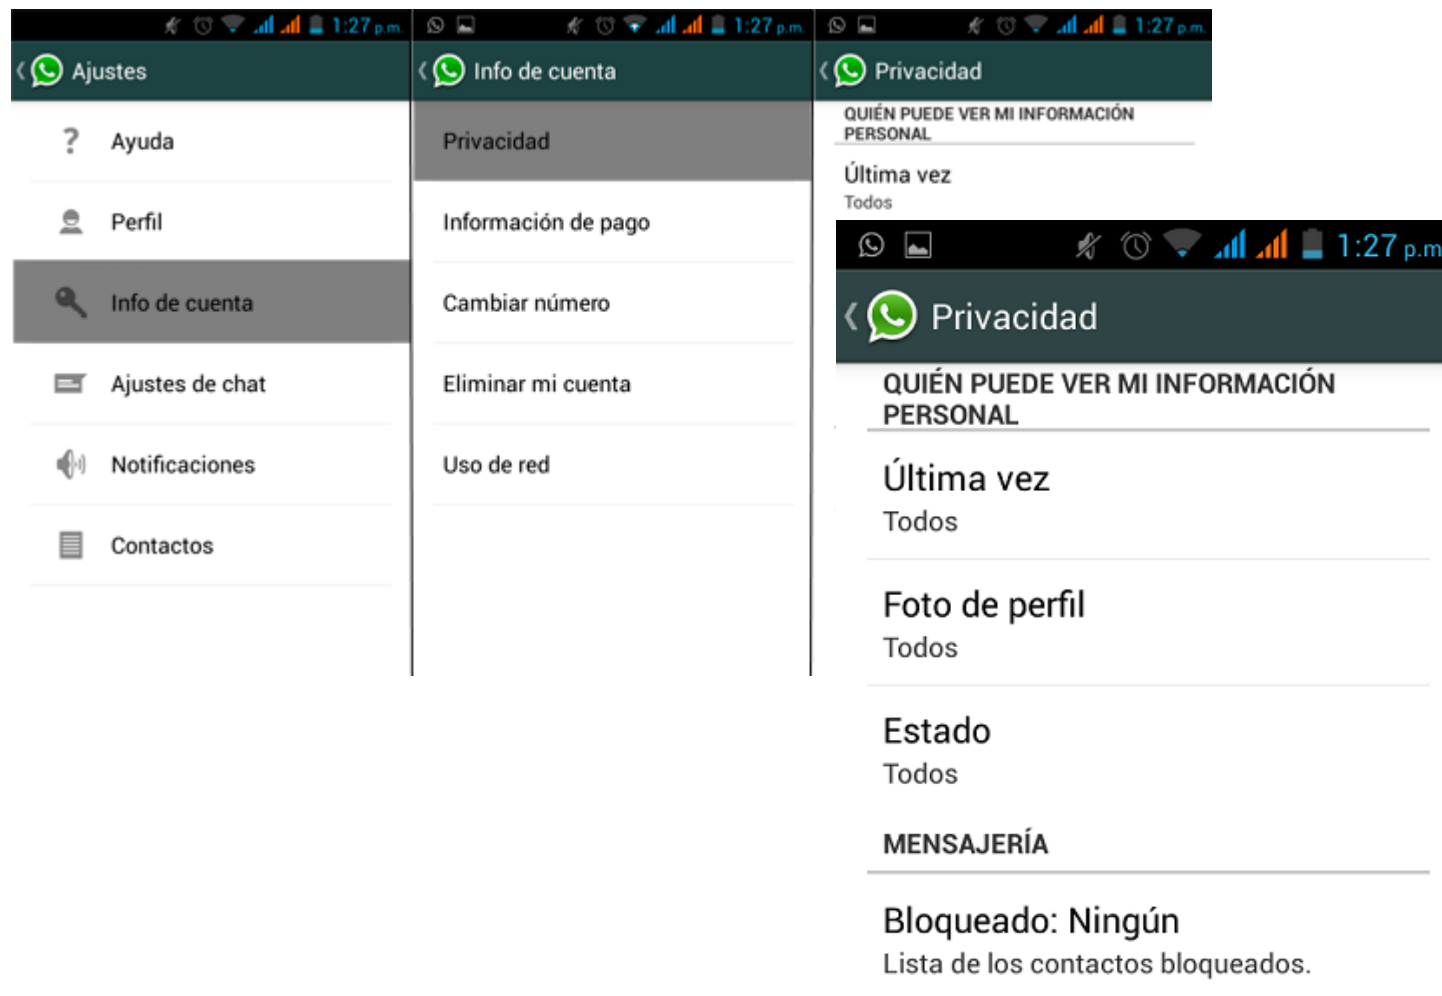 1:27 p.m.
Ajustes
Ayuda
Perfil
Info de cuenta
Ajustes de chat
Notificaciones
Contactos
1:27 p.m.
Info de cuenta
Privacidad
Información de pago
Cambiar número
Eliminar mi cuenta
Uso de red
1:27 p.m.
Privacidad
QUIÉN PUEDE VER MI INFORMACIÓN
PERSONAL
Última vez
Todos
1:27 p.m
Privacidad
QUIÉN PUEDE VER MI INFORMACIÓN
PERSONAL
Última vez
Todos
Foto de perfil
Todos
Estado
Todos
MENSAJERÍA
Bloqueado: Ningún
Lista de los contactos bloqueados.